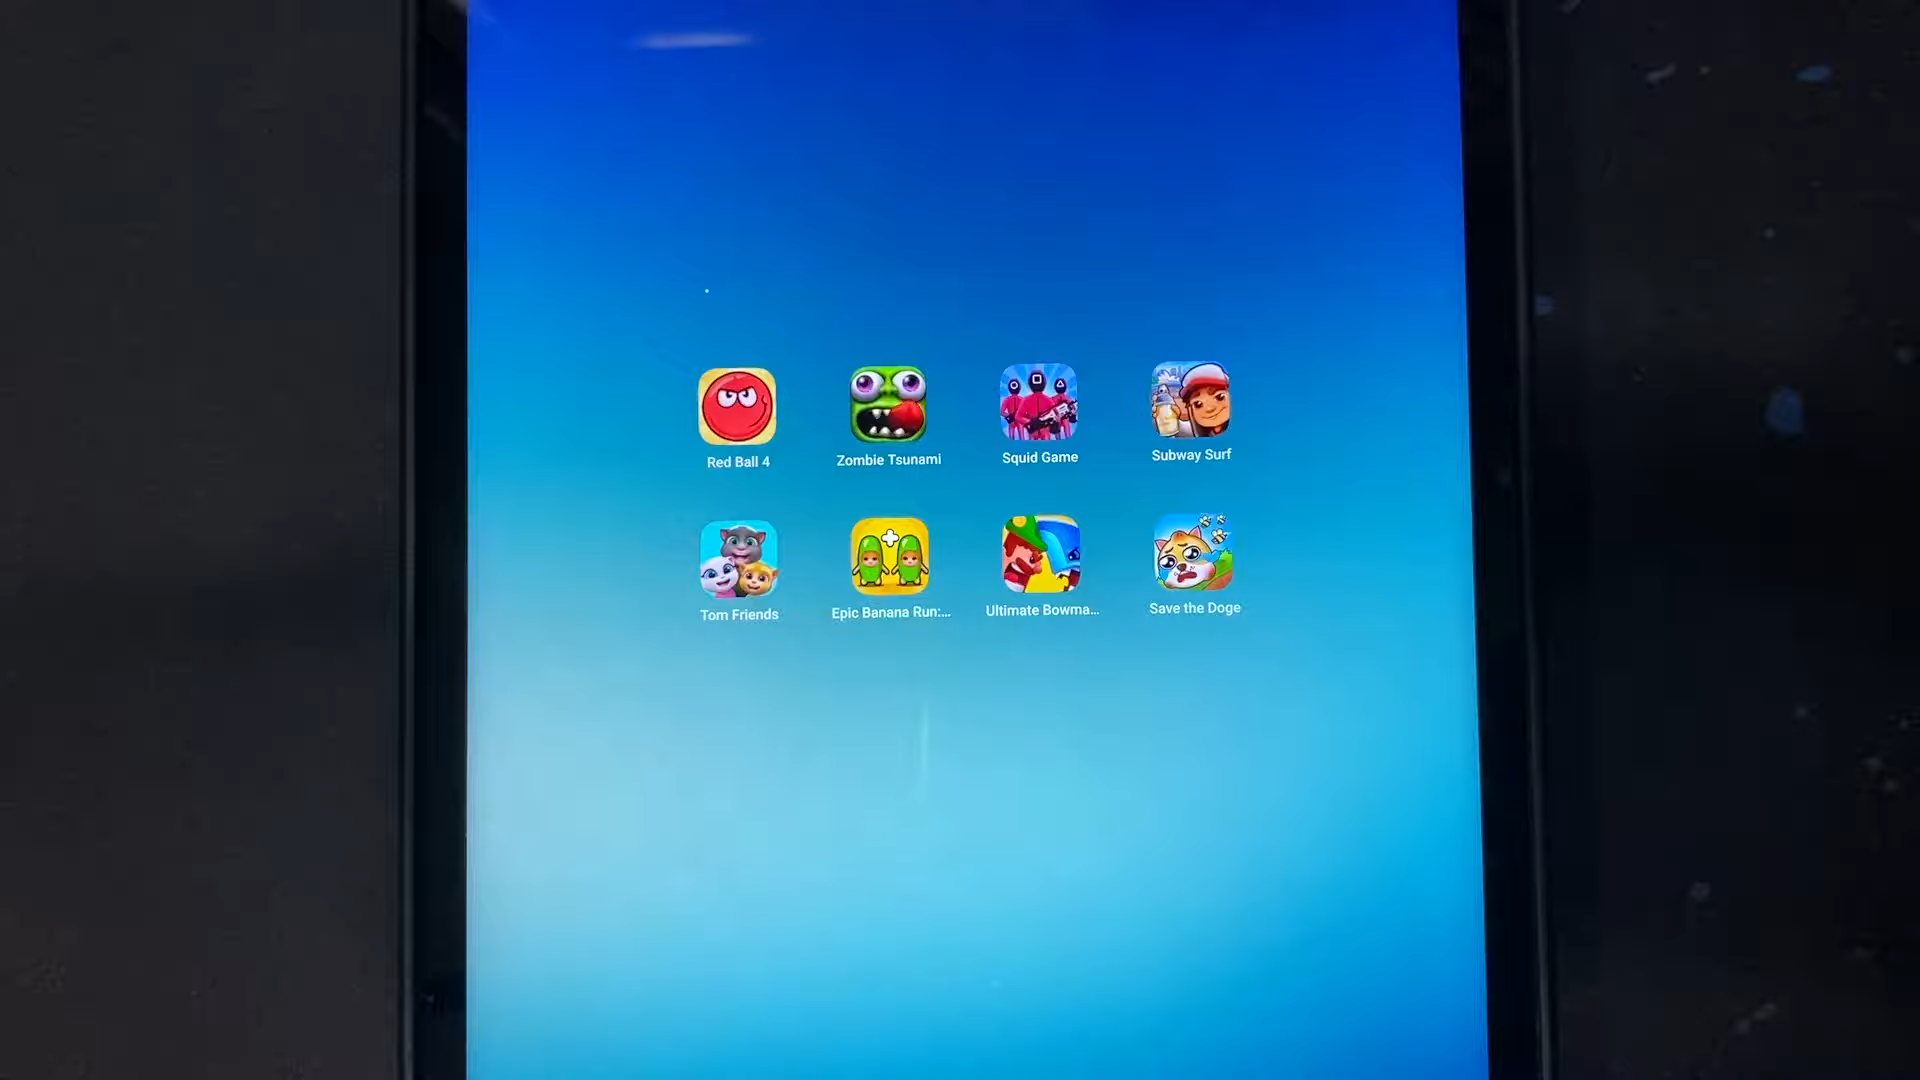 Red Ball 4
Zombie Tsunami
Squid Game
Subway Surf
Tom Friends
Epic Banana Run:...
Ultimate Bowma...
Save the Doge